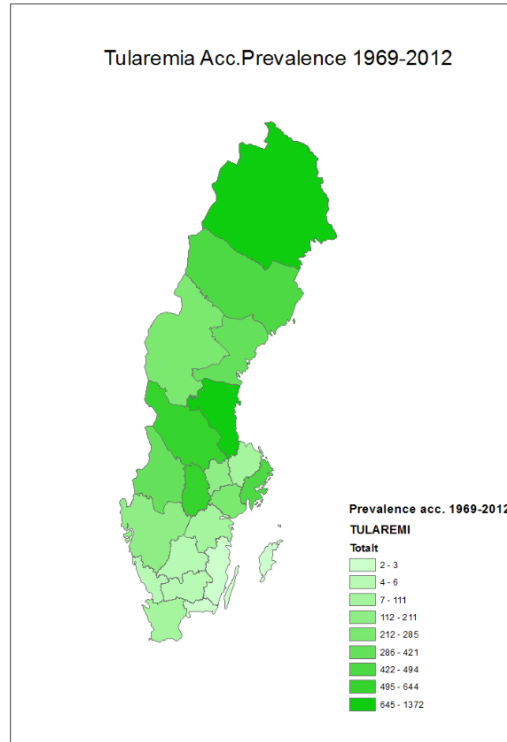 Tularemia Acc.Prevalence 1969-2012
Prevalence acc. 1969-2012
TULAREMI
Totalt
2 - 3
4 - 6
7 - 111
112 - 211
212 - 285
286 - 421
422 - 494
495 - 644
645 - 1372